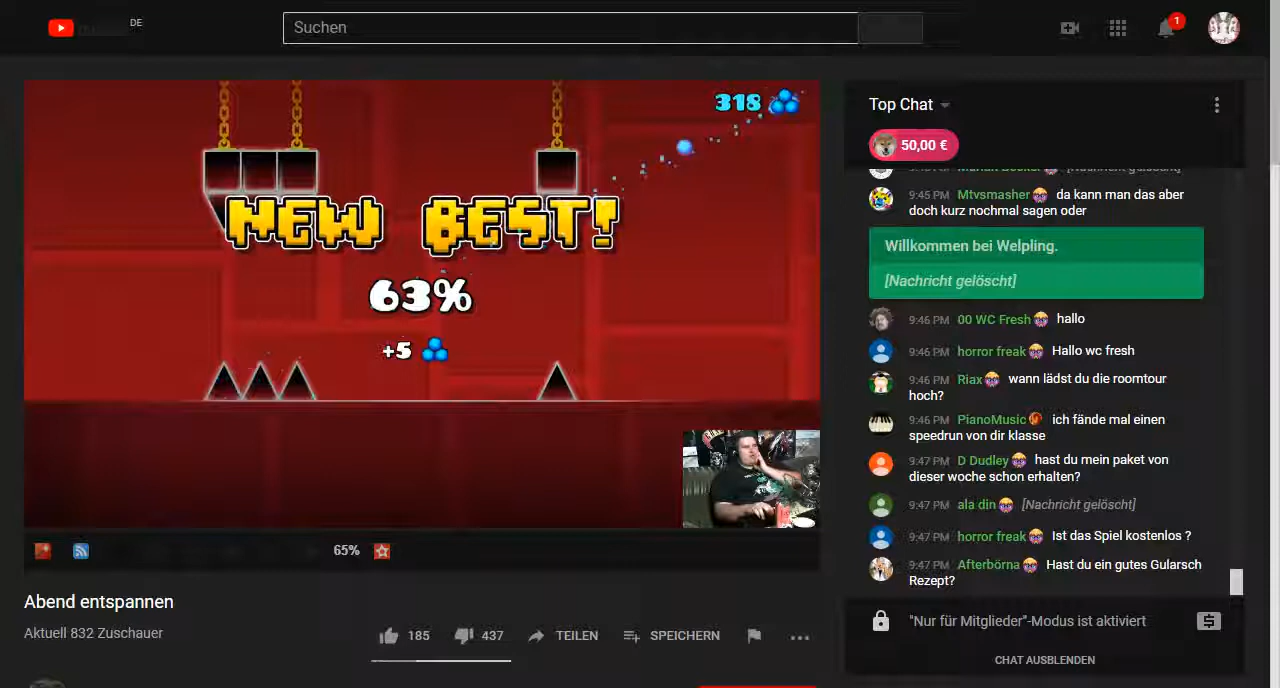 DE
Suchen
1
318
NEW BEST!
63%
+5
65%
Abend entspannen
Aktuell 832 Zuschauer
185
437
TEILEN
SPEICHERN
Top Chat
50,00 €
[Nachricht gelöscht]
9:45 PM Mtvsmasher da kann man das aber
doch kurz nochmal sagen oder
Willkommen bei Welpling.
[Nachricht gelöscht]
9:46 PM 00 WC Fresh hallo
9:46 PM horror freak Hallo wc fresh
9:46 PM Riax wann lädst du die roomtour
hoch?
9:46 PM PianoMusic ich fände mal einen
speedrun von dir klasse
9:47 PM D Dudley hast du mein paket von
dieser woche schon erhalten?
9:47 PM ala din [Nachricht gelöscht]
9:47 PM horror freak Ist das Spiel kostenlos ?
9:47 PM Afterbörna Hast du ein gutes Gularsch
Rezept?
"Nur für Mitglieder"-Modus ist aktiviert
CHAT AUSBLENDEN